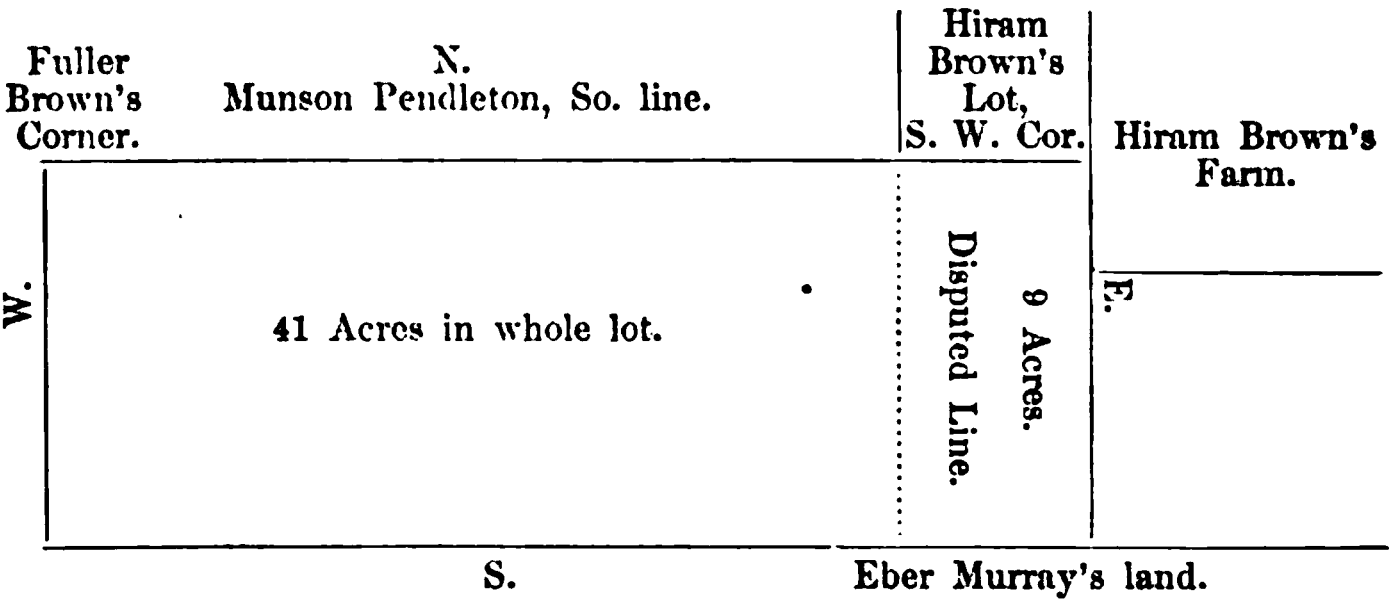 Fuller
Brown's
Corner.
N.
Munson Pendleton, So. line.
Hiram
Brown's
Lot,
S. W. Cor.
Hiram Brown's
Farm.
W.
41 Acres in whole lot.
Disputed Line.
9 Acres.
E.
S.
Eber Murray's land.